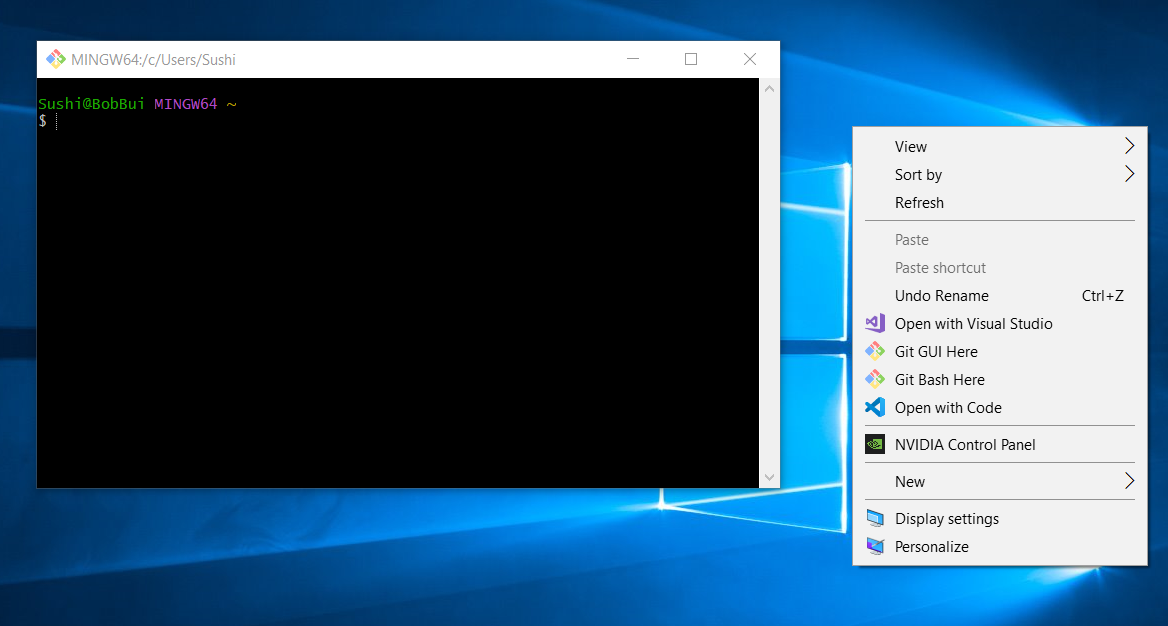 MINGW64:/c/Users/Sushi
Sushi@BobBui MINGW64 ~
$
View
Sort by
Refresh
Paste
Paste shortcut
Undo Rename Ctrl+Z
Open with Visual Studio
Git GUI Here
Git Bash Here
Open with Code
NVIDIA Control Panel
New
Display settings
Personalize